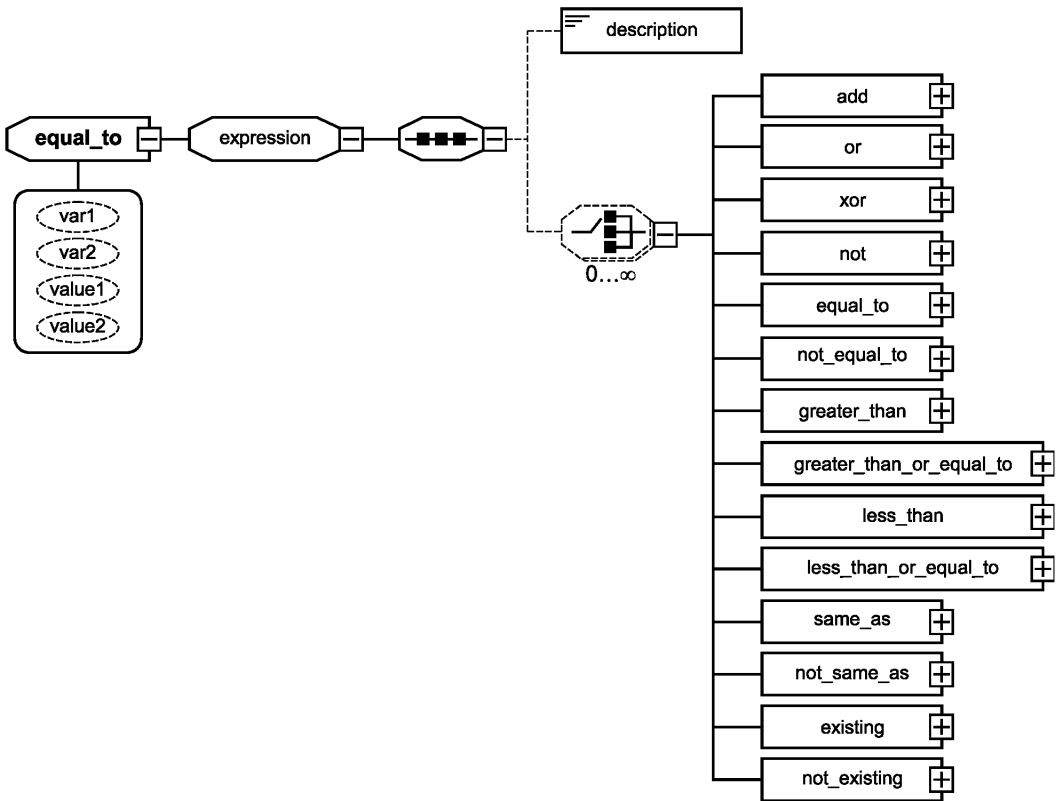 description
equal_to
expression
var1
var2
value1
value2
0...∞
add
or
xor
not
equal_to
not_equal_to
greater_than
greater_than_or_equal_to
less_than
less_than_or_equal_to
same_as
not_same_as
existing
not_existing